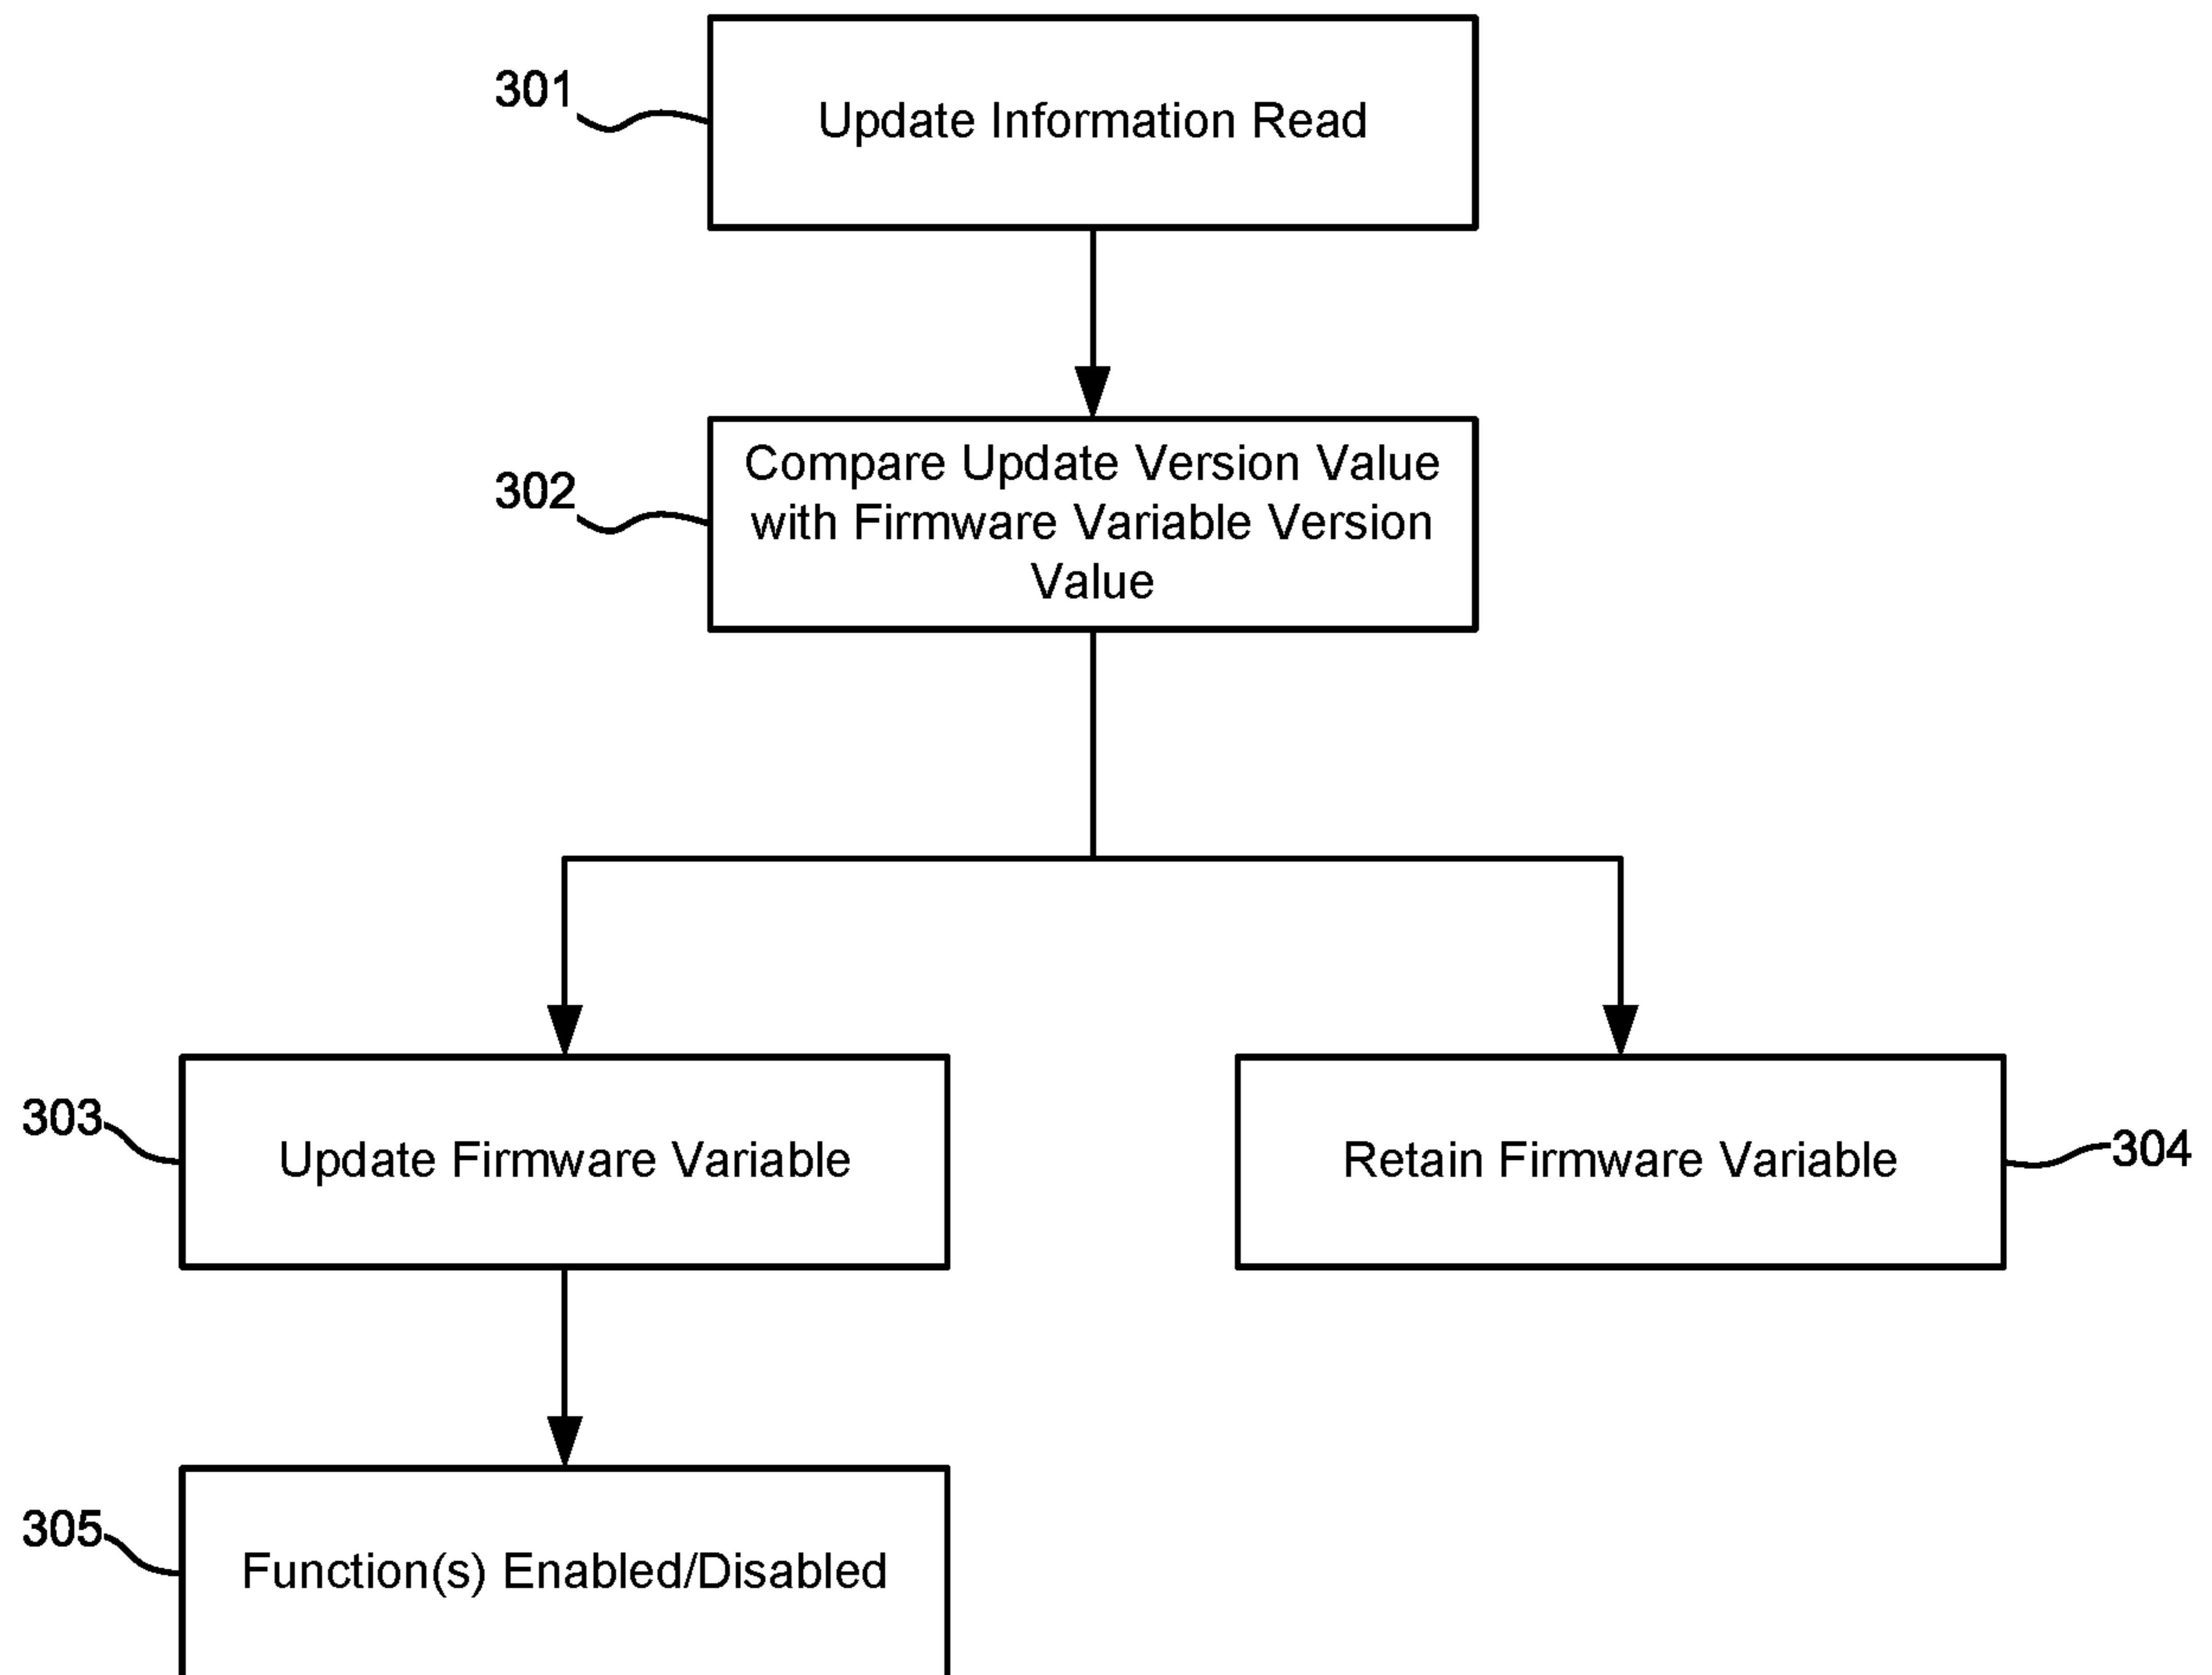 301
Update Information Read
302
Compare Update Version Value
with Firmware Variable Version
Value
303
Update Firmware Variable
Retain Firmware Variable
304
305
Function(s) Enabled/Disabled